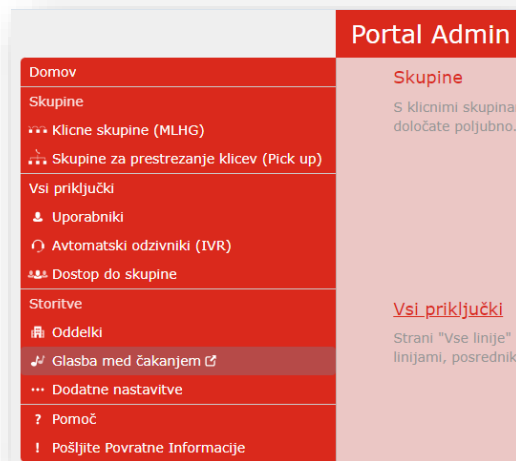 Portal Admin
Domov
Skupine
Klicne skupine (MLHG)
Skupine za prestrezanje klicev (Pick up)
Vsi priključki
Uporabniki
Avtomatski odzivniki (IVR)
Dostop do skupine
Storitve
Oddelki
Glasba med čakanjem
Dodatne nastavitve
? Pomoč
! Pošljite Povratne Informacije
Skupine
S klicnimi skupina
določate poljubno.
Vsi priključki
Strani "Vse linije"
linijami, posrednik